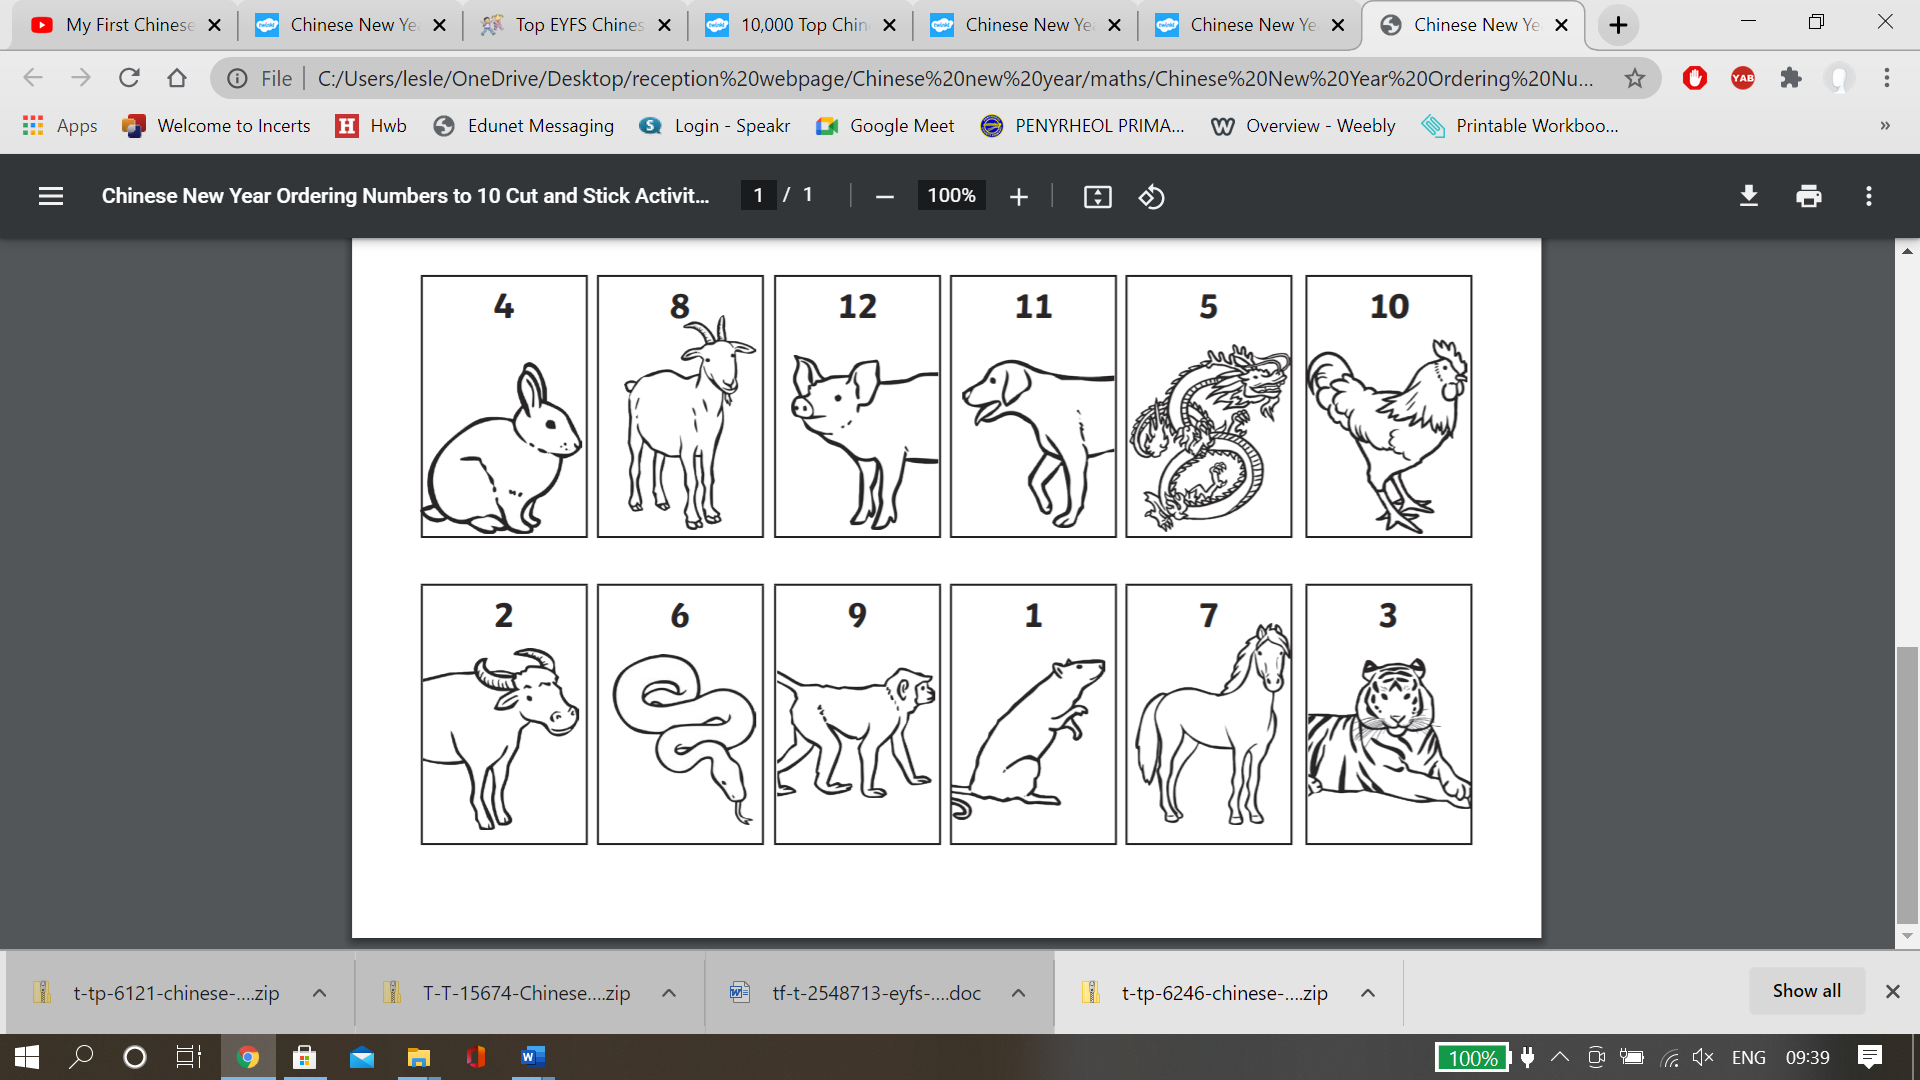 My First Chinese
Chinese New Ye
Top EYFS Chines
10,000 Top Chin
Chinese New Ye
Chinese New Ye
Chinese New Ye
File
C:/Users/lesle/OneDrive/Desktop/reception%20webpage/Chinese%20new%20year/maths/Chinese%20New%20Year%20Ordering%20Nu...
YAB
Apps
Welcome to Incerts
H Hwb
Edunet Messaging
S Login - Speakr
Google Meet
PENYRHEOL PRIMA...
W Overview - Weebly
Printable Workboo...
»
Chinese New Year Ordering Numbers to 10 Cut and Stick Activit...
1 / 1
100%
4 8 12 11 5 10
2 6 9 1 7 3
t-tp-6121-chinese-....zip
T-T-15674-Chinese....zip
tf-t-2548713-eyfs-....doc
t-tp-6246-chinese-....zip
Show all
100%
ENG
09:39